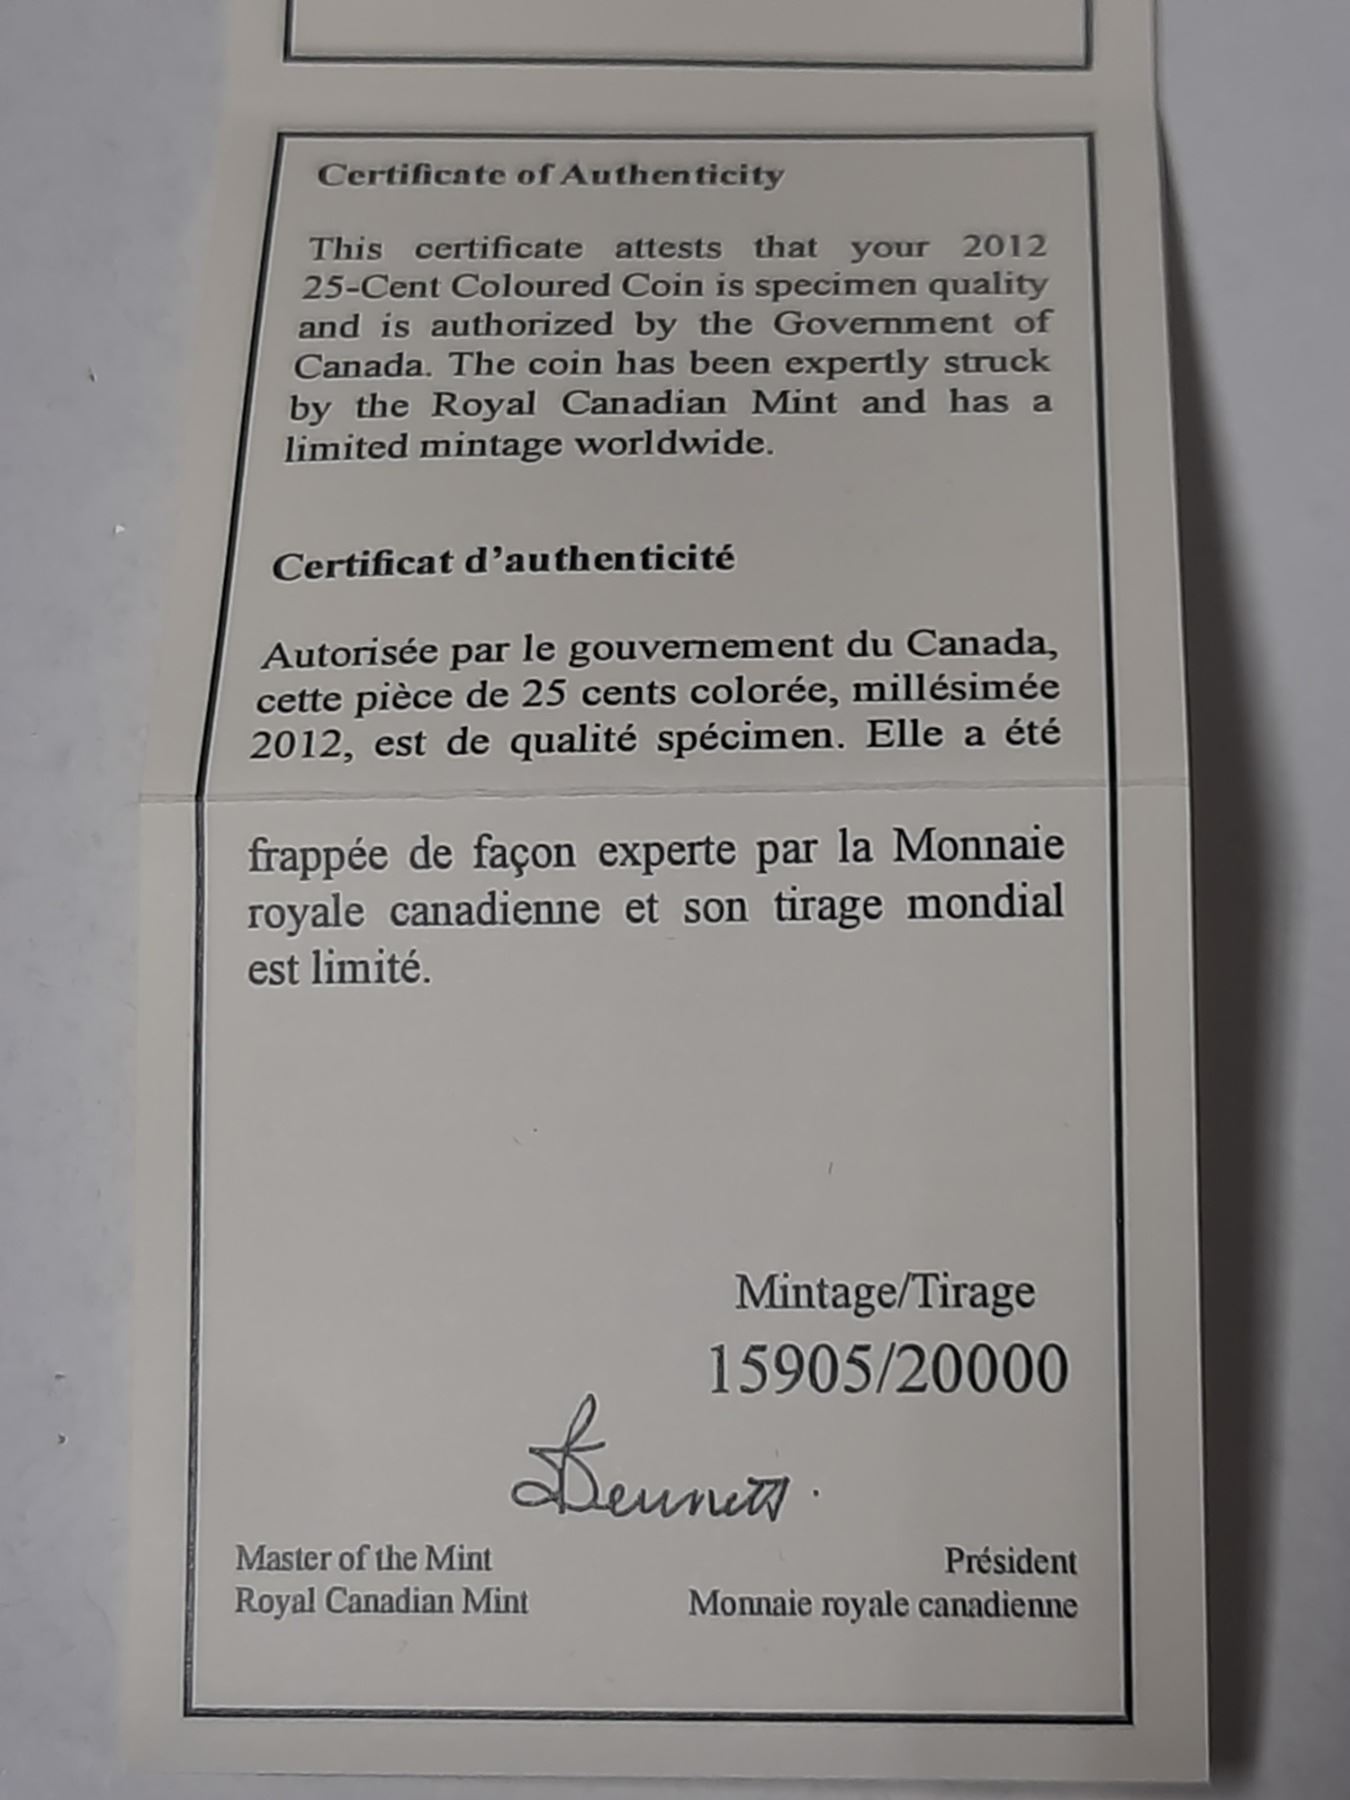 Certificate of Authenticity
This certificate attests that your 2012
25-Cent Coloured Coin is specimen quality
and is authorized by the Government of
Canada. The coin has been expertly struck
by the Royal Canadian Mint and has a
limited mintage worldwide.
Certificat d'authenticité
Autorisée par le gouvernement du Canada,
cette pièce de 25 cents colorée, millésimée
2012, est de qualité spécimen. Elle a été
frappée de façon experte par la Monnaie
royale canadienne et son tirage mondial
est limité.
Mintage/Tirage
15905/20000
Bennett
Master of the Mint
Royal Canadian Mint
Président
Monnaie royale canadienne